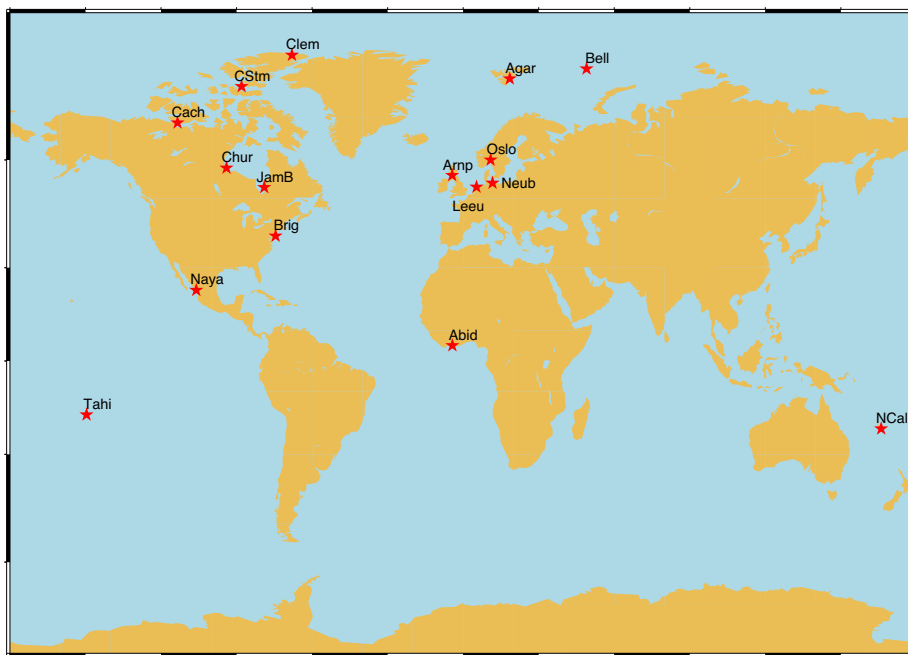 Clem
Bell
Agar
CStm
Cach
Oslo
Chur
Arnp
JamB
Neub
Leeu
Brig
Naya
Abid
Tahi
NCal